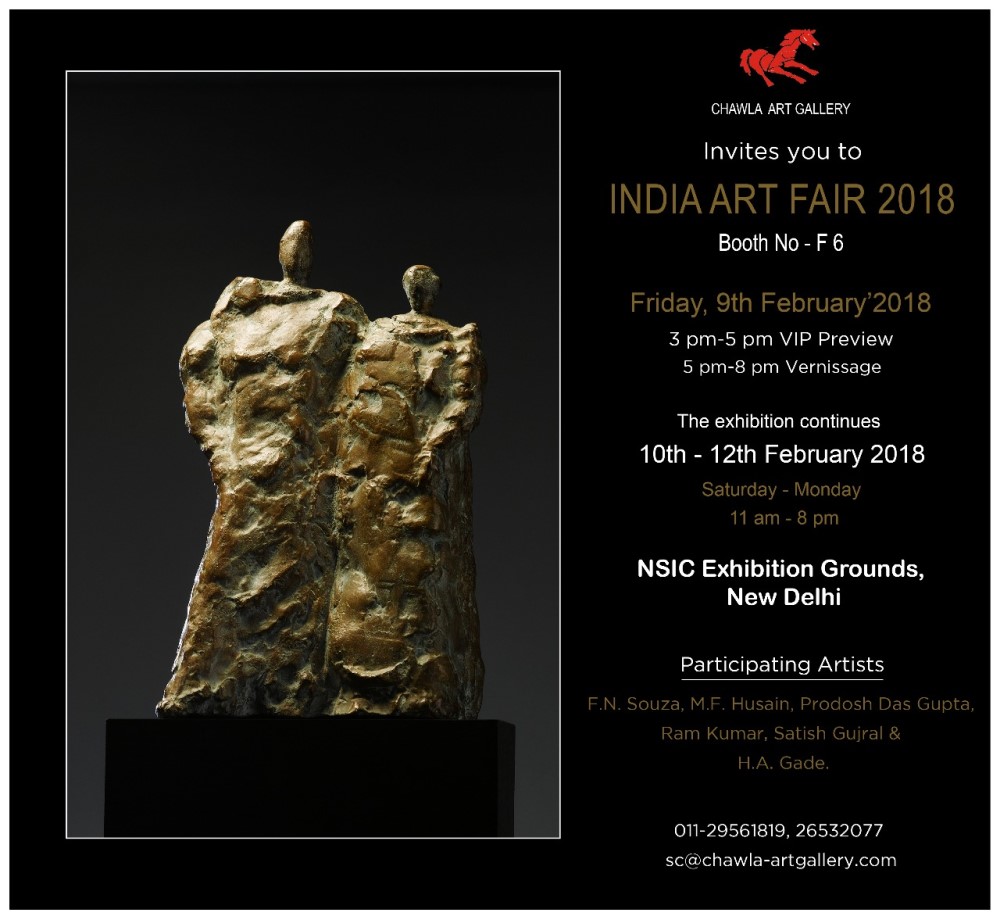 CHAWLA ART GALLERY
Invites you to
INDIA ART FAIR 2018
Booth No - F 6
Friday, 9th February'2018
3 pm-5 pm VIP Preview
5 pm-8 pm Vernissage
The exhibition continues
10th - 12th February 2018
Saturday - Monday
11 am - 8 pm
NSIC Exhibition Grounds,
New Delhi
Participating Artists
F.N. Souza, M.F. Husain, Prodosh Das Gupta,
Ram Kumar, Satish Gujral &
H.A. Gade.
011-29561819, 26532077
sc@chawla-artgallery.com